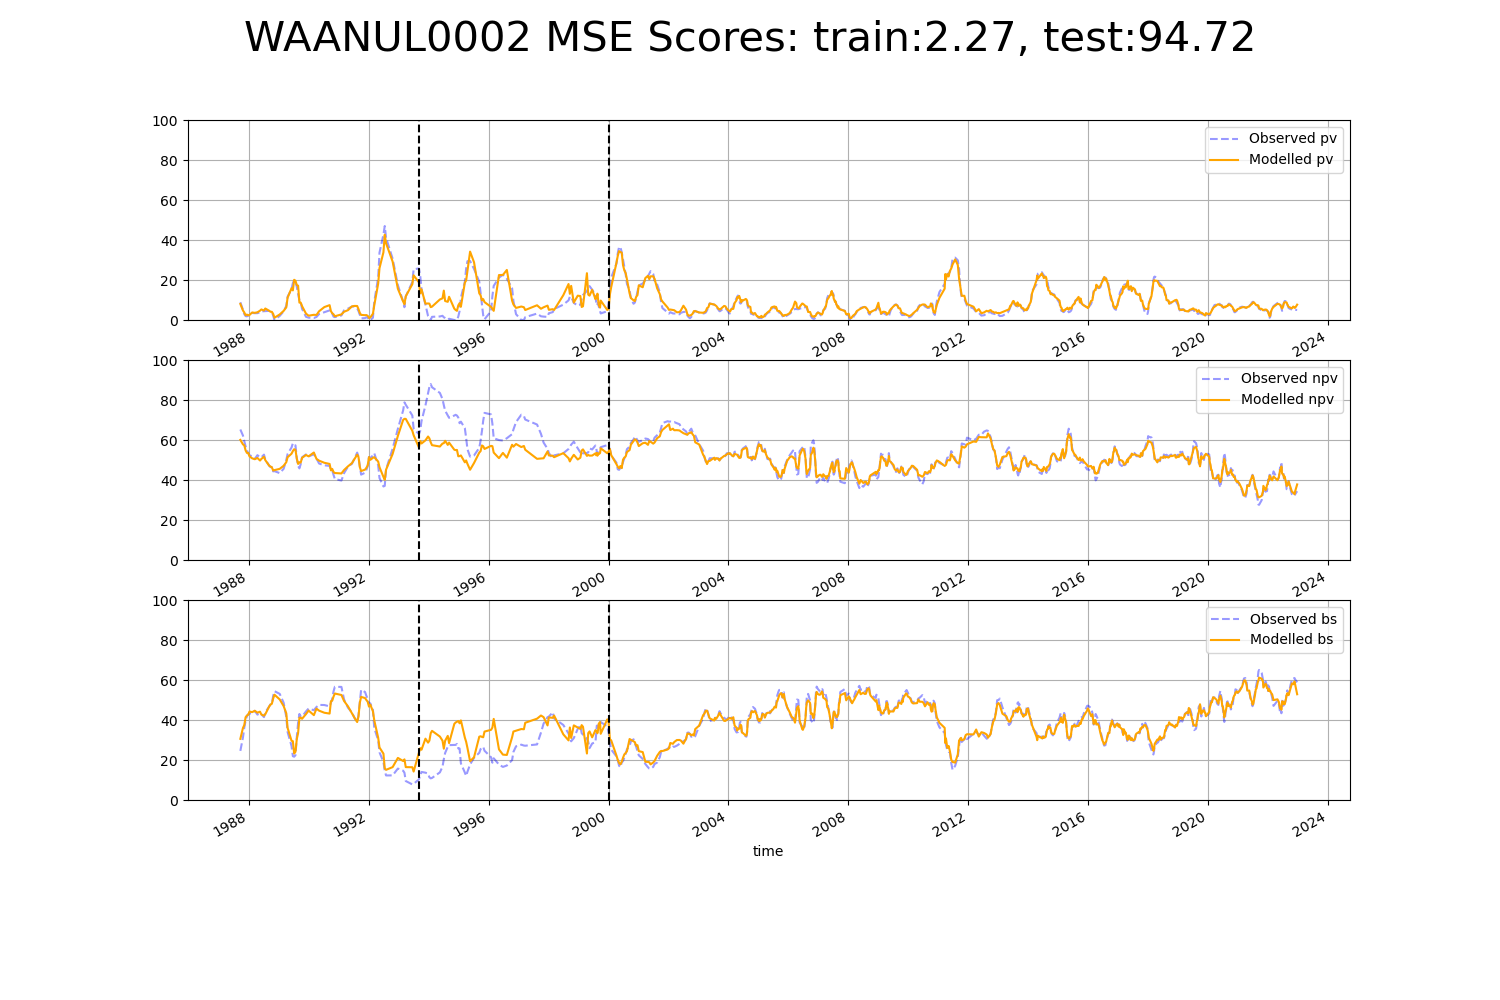 WAANUL0002 MSE Scores: train:2.27, test:94.72
100
80
60
40
20
0
Observed pv
Modelled pv
1988 1992 1996 2000 2004 2008 2012 2016 2020 2024
100
80
60
40
20
0
Observed npv
Modelled npv
1988 1992 1996 2000 2004 2008 2012 2016 2020 2024
100
80
60
40
20
0
Observed bs
Modelled bs
1988 1992 1996 2000 2004 2008 2012 2016 2020 2024
time